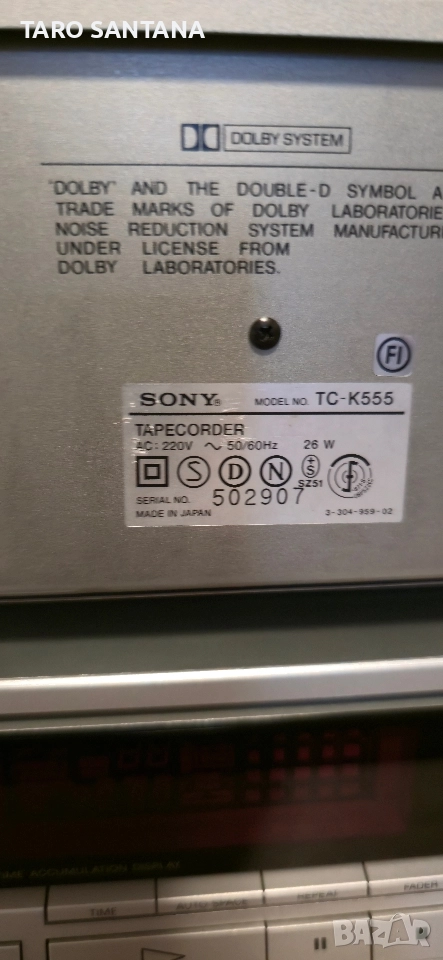 TARO SANTANA
DOLBY SYSTEM
"DOLBY" AND THE DOUBLE-D SYMBOL A
TRADE MARKS OF DOLBY LABORATORIE
NOISE REDUCTION SYSTEM MANUFACTUR
UNDER LICENSE FROM
DOLBY LABORATORIES.
FI
SONY® MODEL NO. TC-K555
TAPECORDER
AC: 220V ~ 50/60Hz 26 W
S D N +S
SZ51
SERIAL NO. 502907
MADE IN JAPAN 3-304-959-02
ACCUMULATION DISPLAY
TIME AUTO SPACE REPEAT FADER
BAZAR